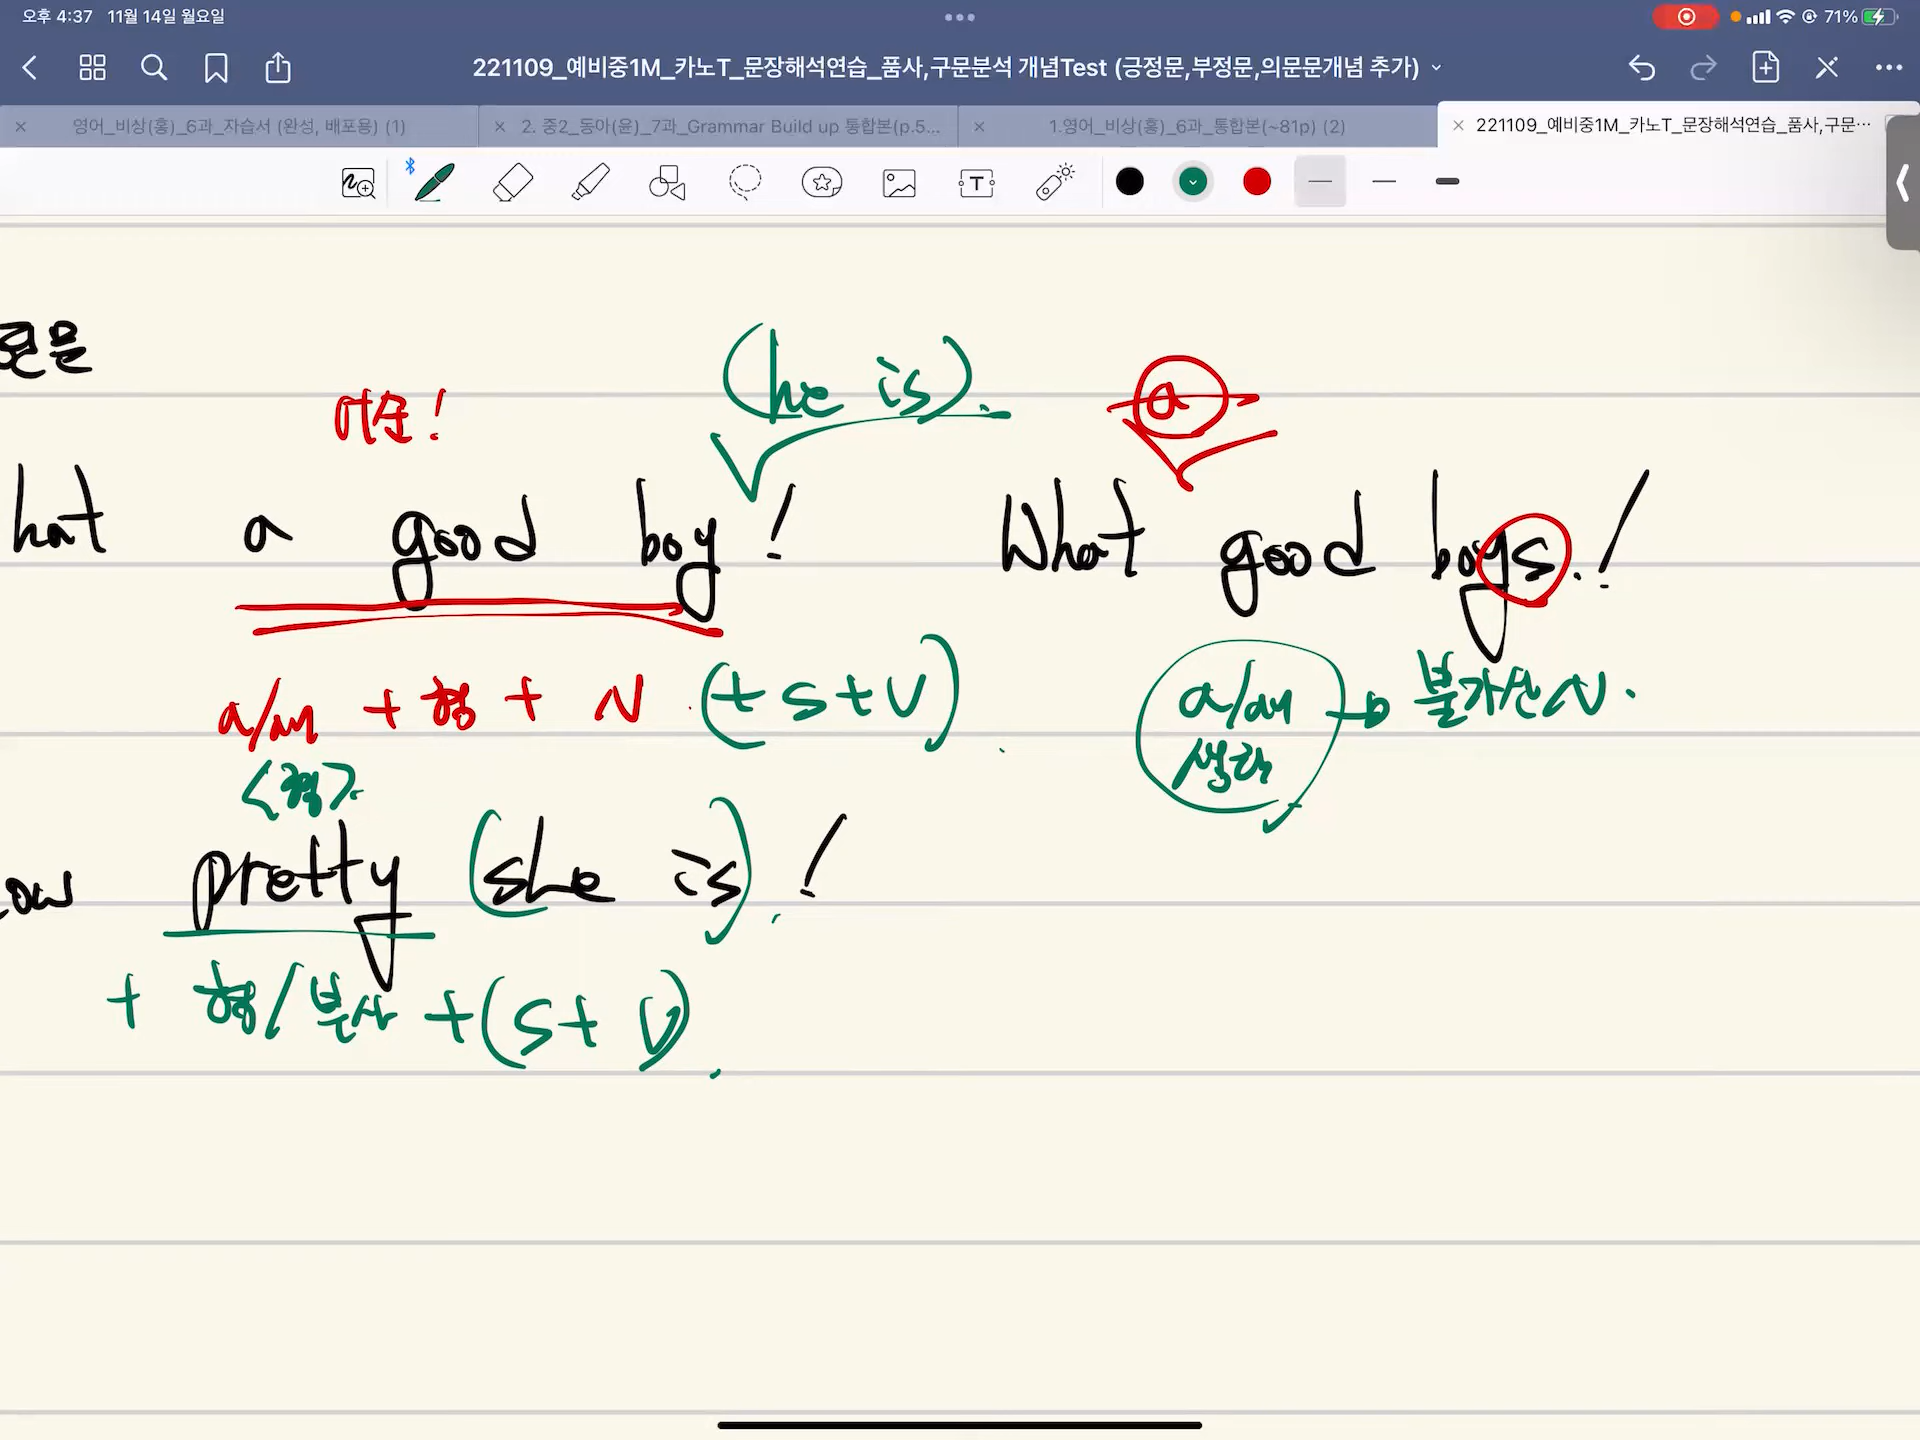 오후 4:37 11월 14일 월요일
71%
221109_예비중1M_카노T_문장해석연습_품사,구문분석 개념Test (긍정문,부정문,의문문개념 추가)
영어_비상(홍)_6과_자습서 (완성, 배포용) (1)
2. 중2_동아(윤)_7과_Grammar Build up 통합본(p.5...
1.영어_비상(홍)_6과_통합본(~81p) (2)
221109_예비중1M_카노T_문장해석연습_품사,구문…
(he is).
a
어순!
hat a good boy!
What good boys.!
a/an + 형 + N (+ S + V)
a/an → 불가산N.
생략
<형>.
ow pretty (she is)!
+ 형/부사 + (S + V).